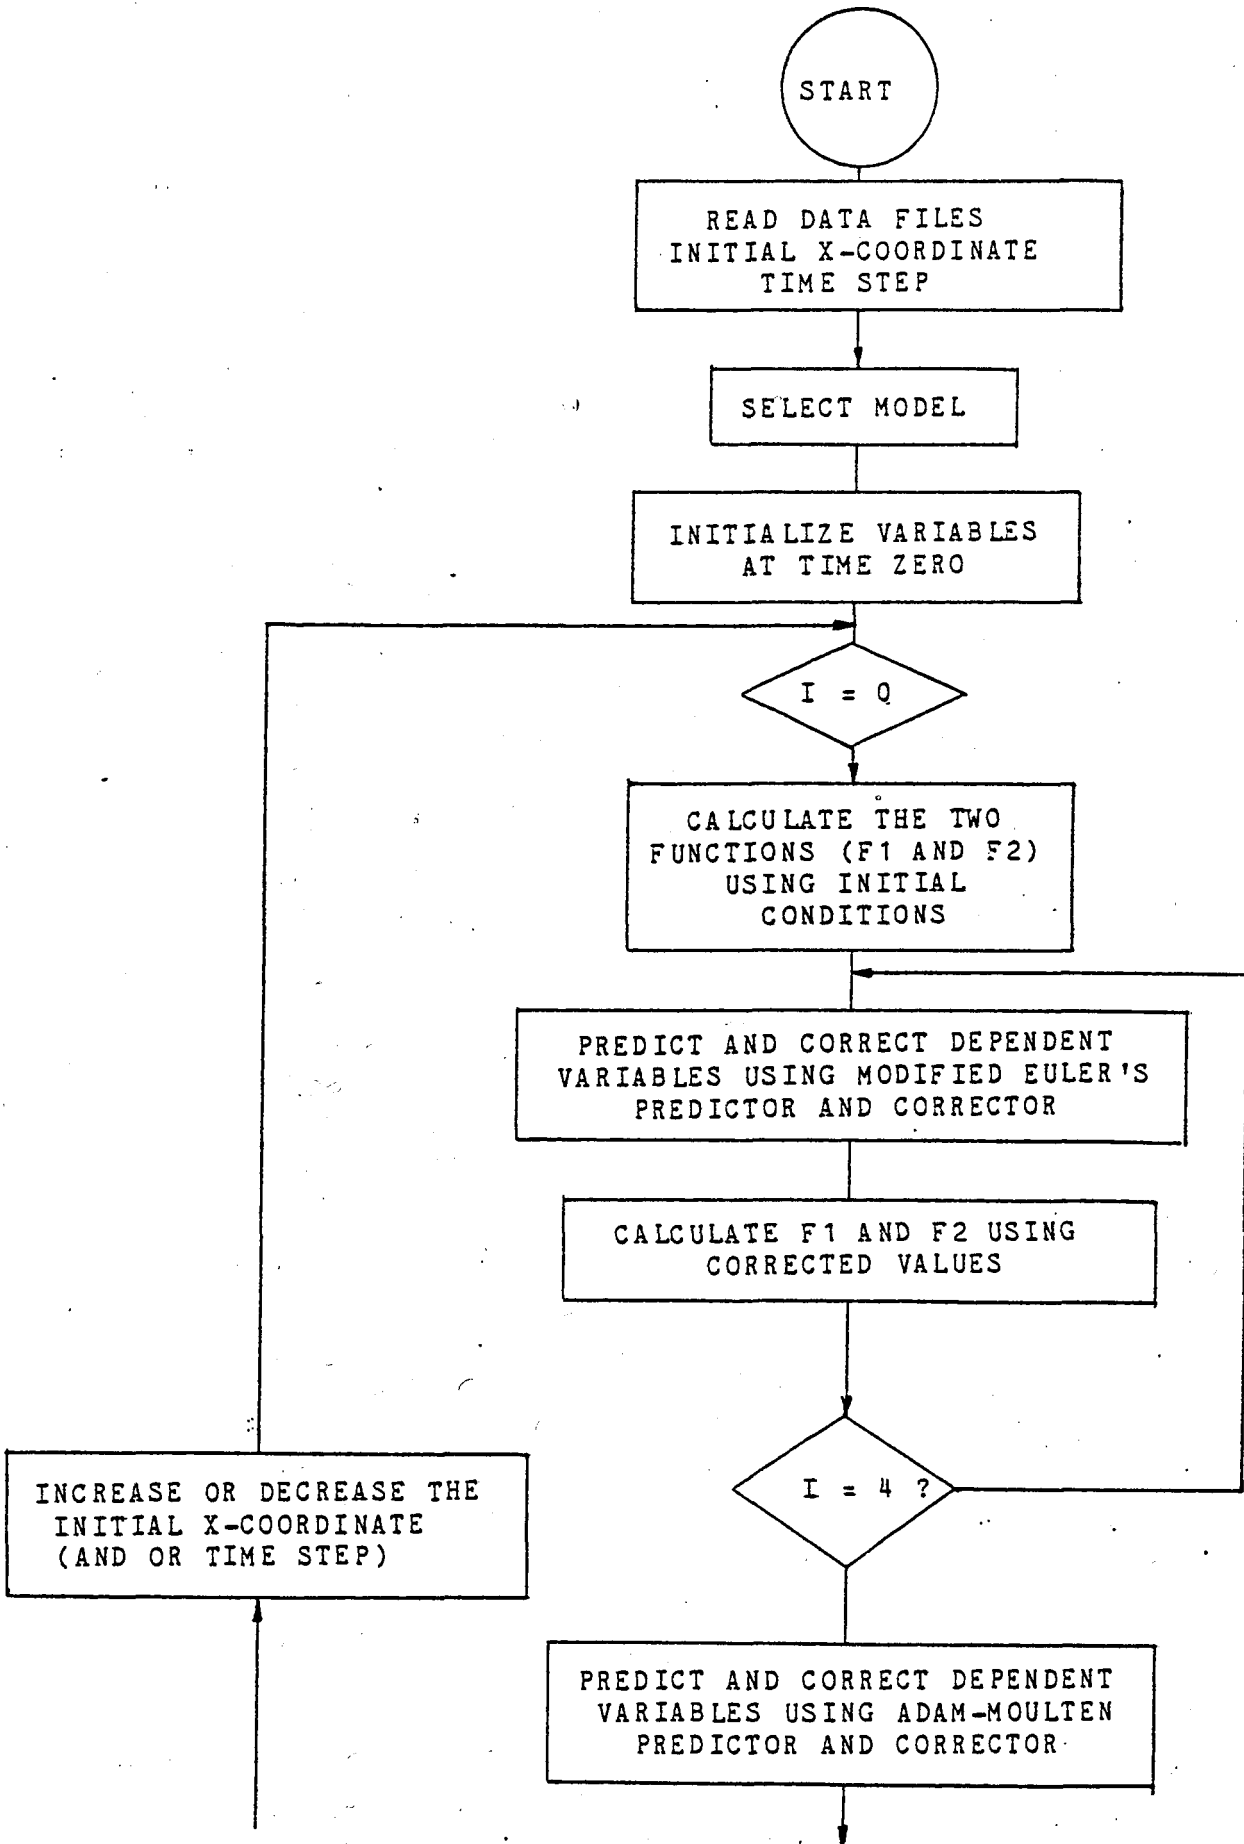 START
READ DATA FILES
INITIAL X-COORDINATE
TIME STEP
SELECT MODEL
INITIALIZE VARIABLES
AT TIME ZERO
I = 0
CALCULATE THE TWO
FUNCTIONS (F1 AND F2)
USING INITIAL
CONDITIONS
PREDICT AND CORRECT DEPENDENT
VARIABLES USING MODIFIED EULER'S
PREDICTOR AND CORRECTOR
CALCULATE F1 AND F2 USING
CORRECTED VALUES
I = 4 ?
INCREASE OR DECREASE THE
INITIAL X-COORDINATE
(AND OR TIME STEP)
PREDICT AND CORRECT DEPENDENT
VARIABLES USING ADAM-MOULTEN
PREDICTOR AND CORRECTOR